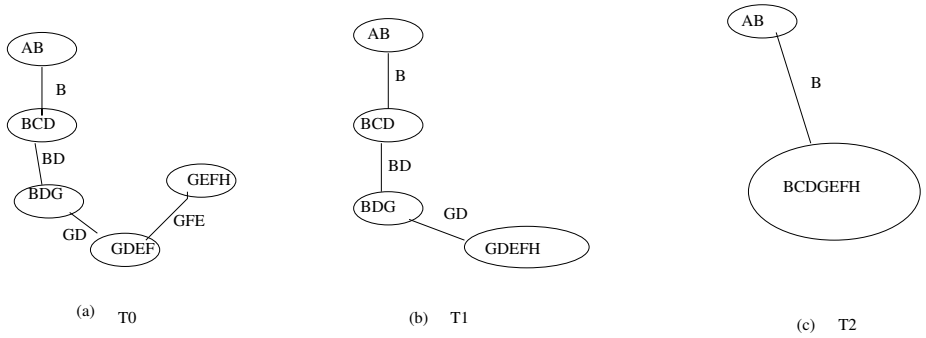 AB
B
BCD
BD
BDG
GD
GDEF
GFE
GEFH
(a) T0
AB
B
BCD
BD
BDG
GD
GDEFH
(b) T1
AB
B
BCDGEFH
(c) T2